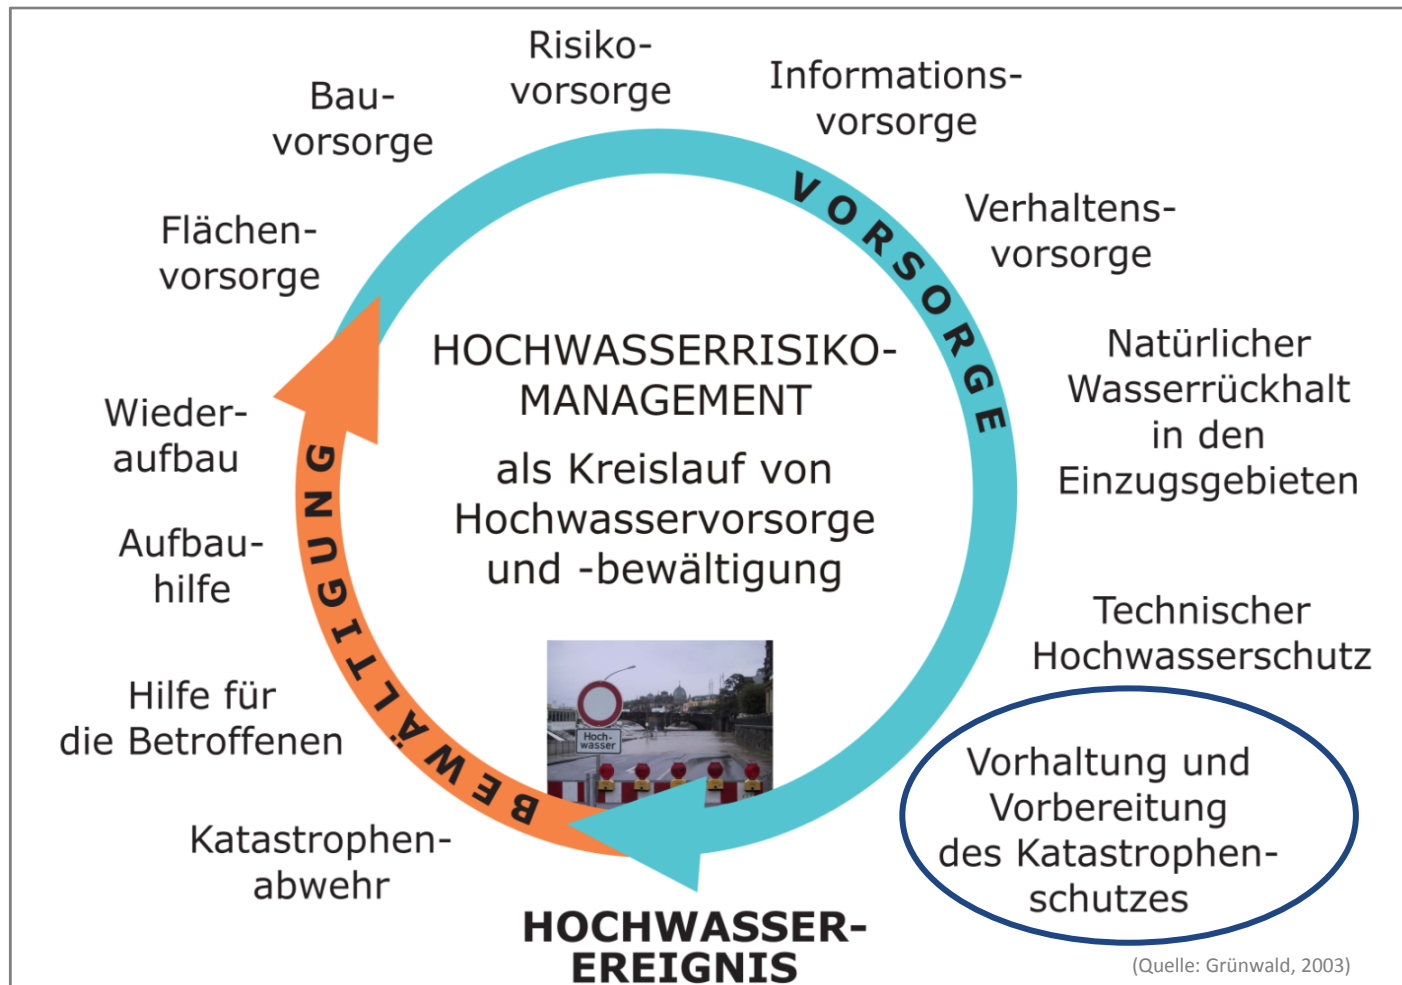 Risiko-
vorsorge
Informations-
vorsorge
Bau-
vorsorge
VORSORGE
Verhaltens-
vorsorge
Flächen-
vorsorge
HOCHWASSERRISIKO-
MANAGEMENT
als Kreislauf von
Hochwasservorsorge
und -bewältigung
Natürlicher
Wasserrückhalt
in den
Einzugsgebieten
Wieder-
aufbau
BEWÄLTIGUNG
Aufbau-
hilfe
Technischer
Hochwasserschutz
Hilfe für
die Betroffenen
Hoch-
wasser
Vorhaltung und
Vorbereitung
des Katastrophen-
schutzes
Katastrophen-
abwehr
HOCHWASSER-
EREIGNIS
(Quelle: Grünwald, 2003)